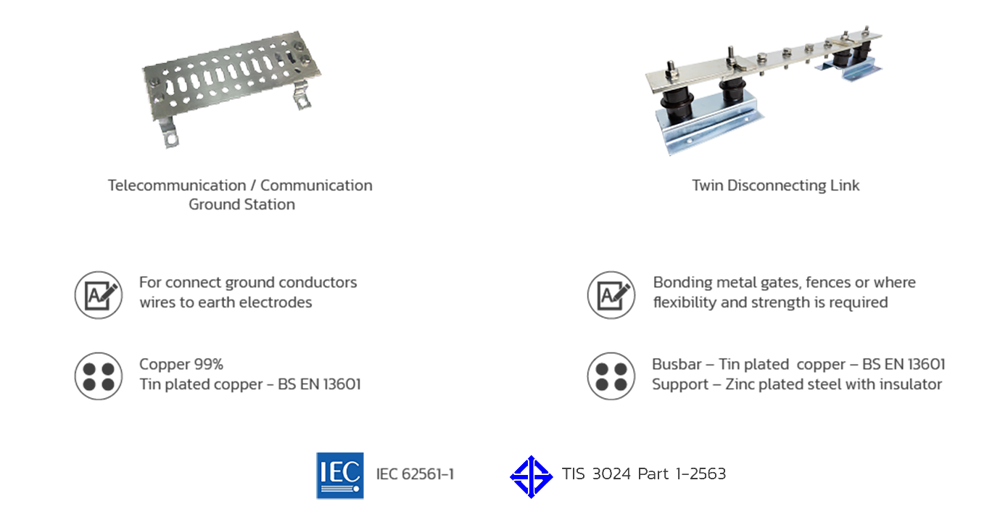 Telecommunication / Communication
Ground Station
For connect ground conductors
wires to earth electrodes
Copper 99%
Tin plated copper - BS EN 13601
Twin Disconnecting Link
Bonding metal gates, fences or where
flexibility and strength is required
Busbar – Tin plated copper – BS EN 13601
Support – Zinc plated steel with insulator
IEC
IEC 62561-1
TIS 3024 Part 1-2563